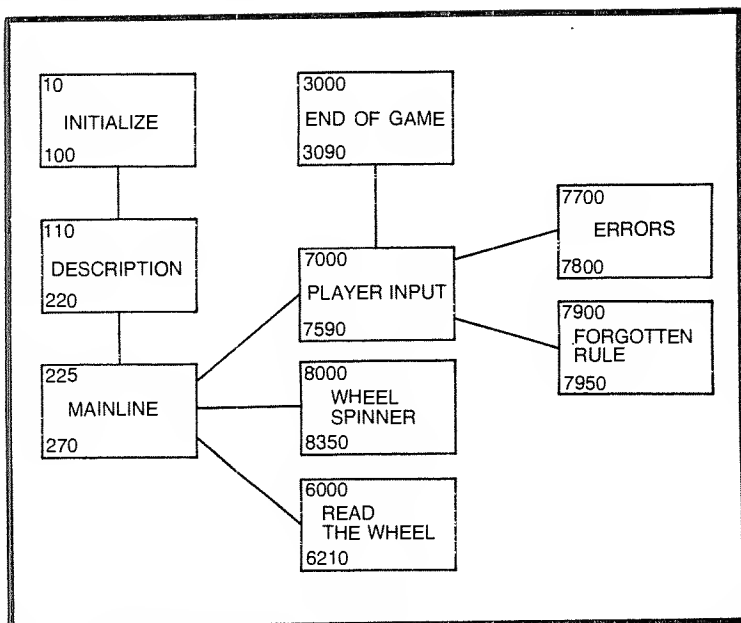 10
INITIALIZE
100
110
DESCRIPTION
220
225
MAINLINE
270
3000
END OF GAME
3090
7000
PLAYER INPUT
7590
8000
WHEEL
SPINNER
8350
6000
READ
THE WHEEL
6210
7700
ERRORS
7800
7900
FORGOTTEN
RULE
7950